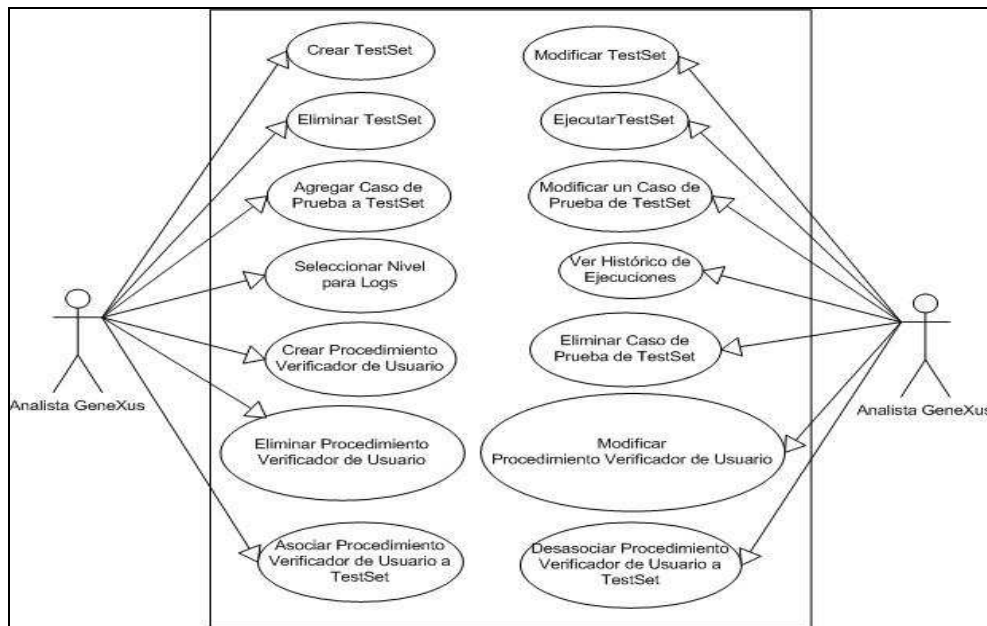 Crear TestSet
Eliminar TestSet
Agregar Caso de
Prueba a TestSet
Seleccionar Nivel
para Logs
Crear Procedimiento
Verificador de Usuario
Eliminar Procedimiento
Verificador de Usuario
Asociar Procedimiento
Verificador de Usuario a
TestSet
Analista GeneXus
Modificar TestSet
EjecutarTestSet
Modificar un Caso de
Prueba de TestSet
Ver Histórico de
Ejecuciones
Eliminar Caso de
Prueba de TestSet
Modificar
Procedimiento Verificador de Usuario
Desasociar Procedimiento
Verificador de Usuario a
TestSet
Analista GeneXus